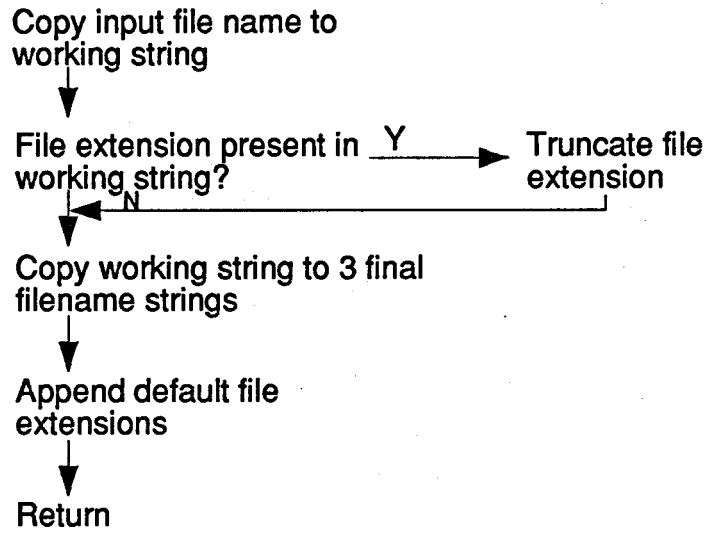 Copy input file name to
working string
File extension present in
working string?
Y
Truncate file
extension
N
Copy working string to 3 final
filename strings
Append default file
extensions
Return